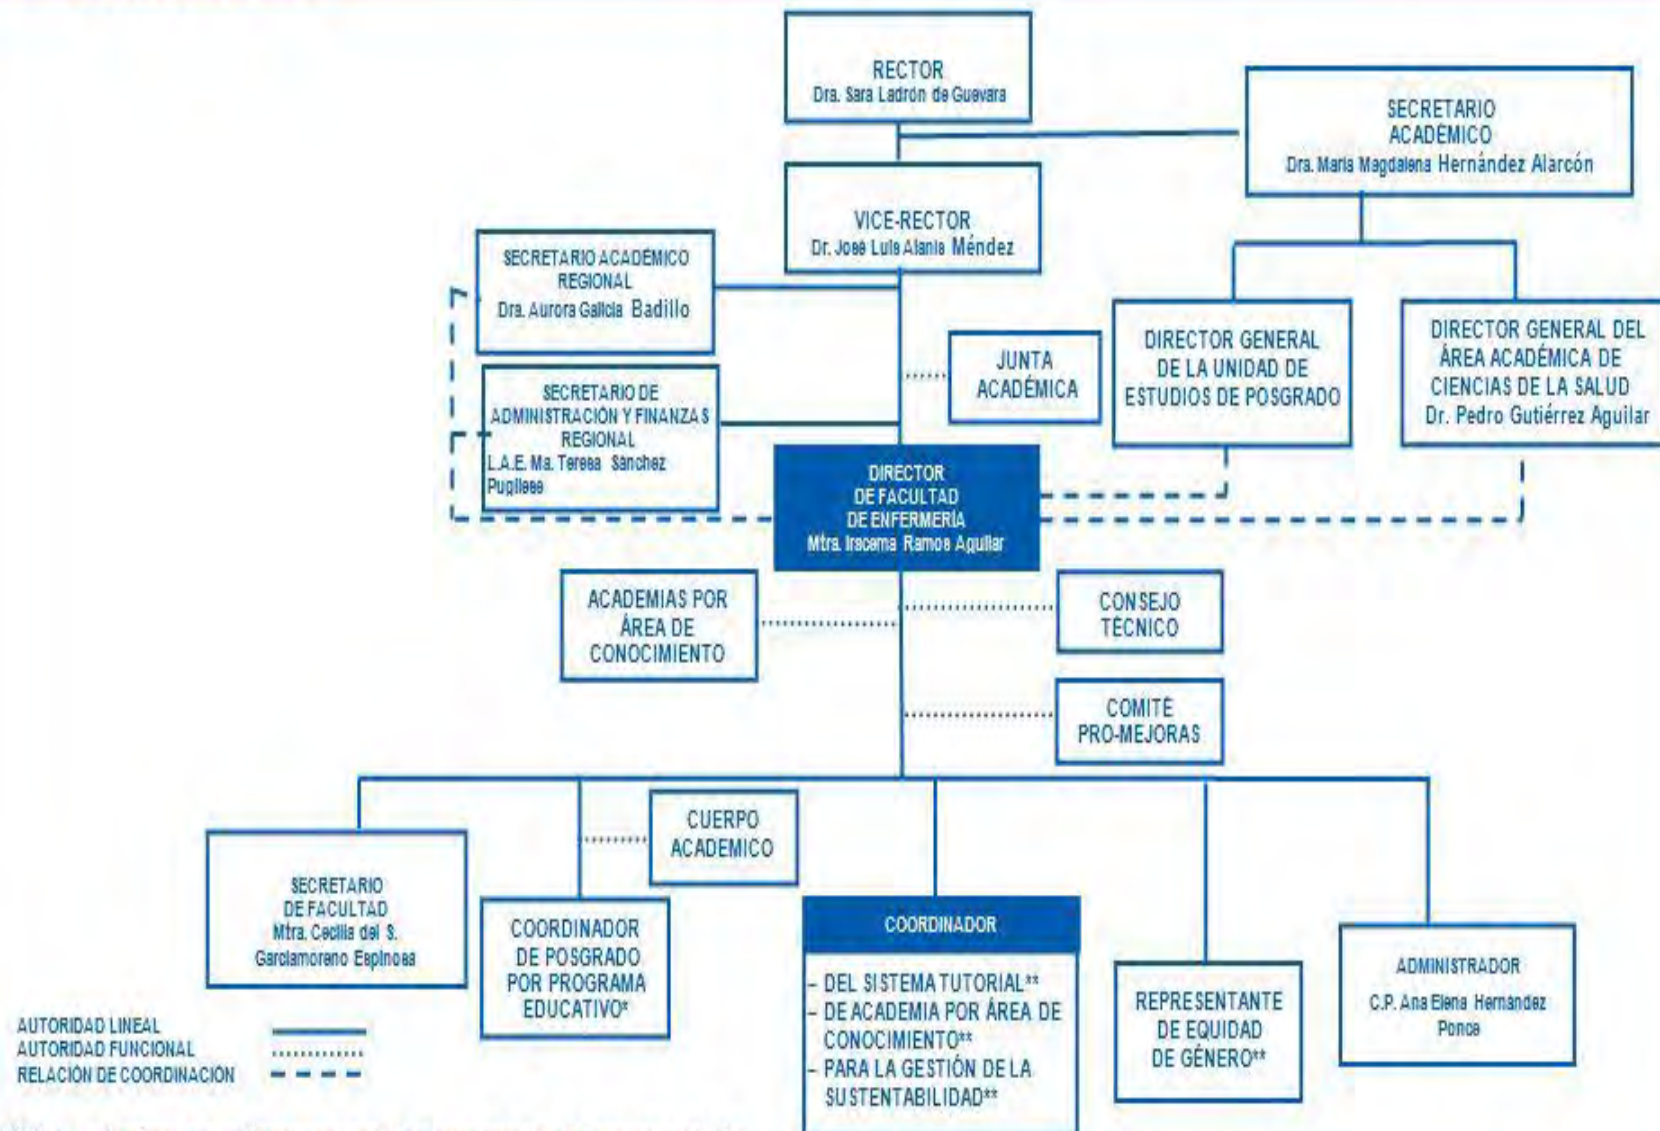 RECTOR
Dra. Sara Ladrón de Guevara
SECRETARIO
ACADÉMICO
Dra. María Magdalena Hernández Alarcón
VICE-RECTOR
Dr. José Luis Alanis Méndez
SECRETARIO ACADÉMICO
REGIONAL
Dra. Aurora Galicia Badillo
SECRETARIO DE
ADMINISTRACIÓN Y FINANZAS
REGIONAL
L.A.E. Ma. Teresa Sánchez
Pugliese
JUNTA
ACADÉMICA
DIRECTOR GENERAL
DE LA UNIDAD DE
ESTUDIOS DE POSGRADO
DIRECTOR GENERAL DEL
ÁREA ACADÉMICA DE
CIENCIAS DE LA SALUD
Dr. Pedro Gutiérrez Aguilar
DIRECTOR
DE FACULTAD
DE ENFERMERÍA
Mtra. Iracema Ramos Aguilar
ACADEMIAS POR
ÁREA DE
CONOCIMIENTO
CONSEJO
TÉCNICO
COMITÉ
PRO-MEJORAS
CUERPO
ACADEMICO
SECRETARIO
DE FACULTAD
Mtra. Cecilia del S.
Garciamoreno Espinosa
COORDINADOR
DE POSGRADO
POR PROGRAMA
EDUCATIVO*
COORDINADOR
– DEL SISTEMA TUTORIAL**
– DE ACADEMIA POR ÁREA DE
CONOCIMIENTO**
– PARA LA GESTIÓN DE LA
SUSTENTABILIDAD**
REPRESENTANTE
DE EQUIDAD
DE GÉNERO**
ADMINISTRADOR
C.P. Ana Elena Hernández
Ponce
AUTORIDAD LINEAL
AUTORIDAD FUNCIONAL
RELACIÓN DE COORDINACIÓN